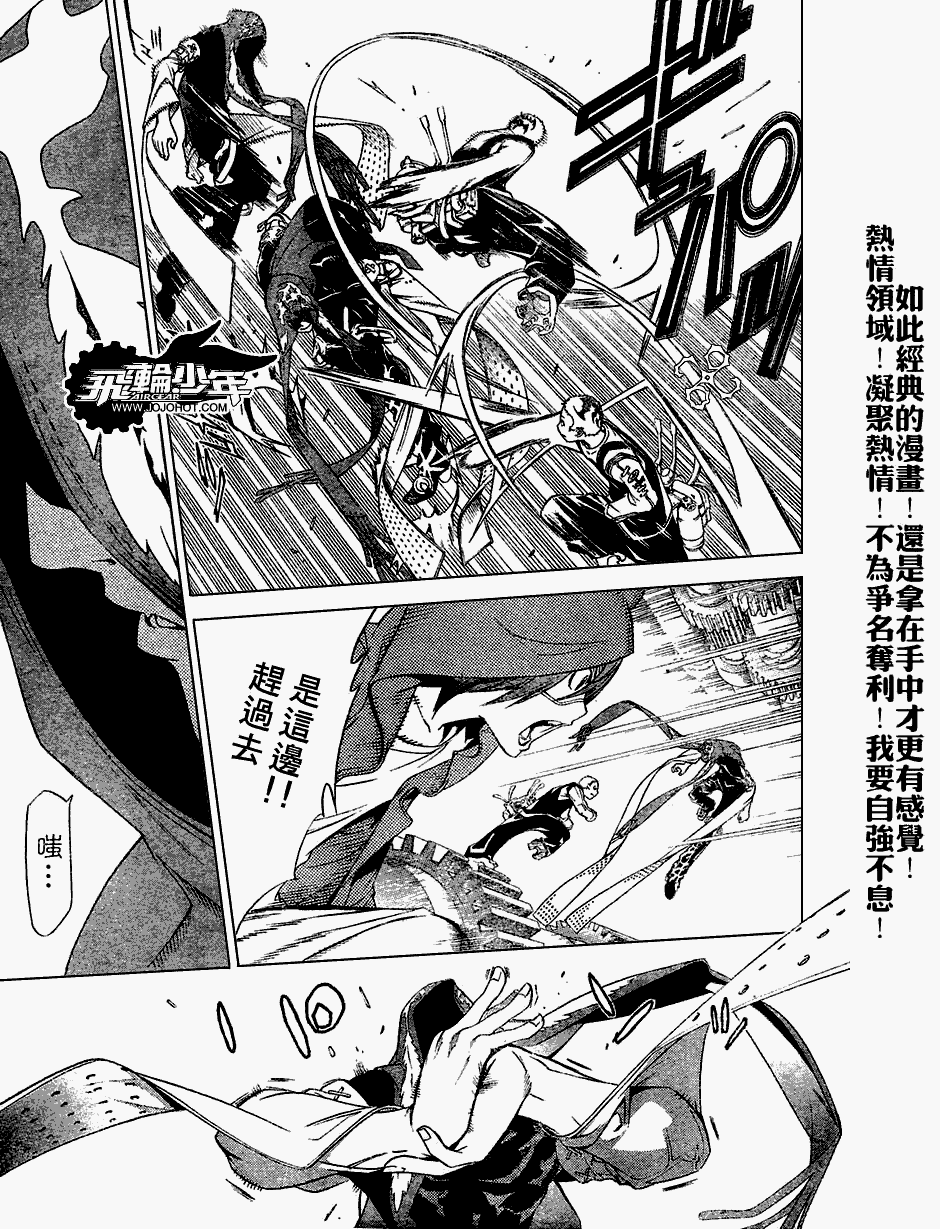 如此經典的漫畫！還是拿在手中才更有感覺！
熱情領域！凝聚熱情！不為爭名奪利！我要自強不息！
飛輪少年
AIRGEAR
WWW.JOJOHOT.COM
是這邊
趕過去!!
嗤…